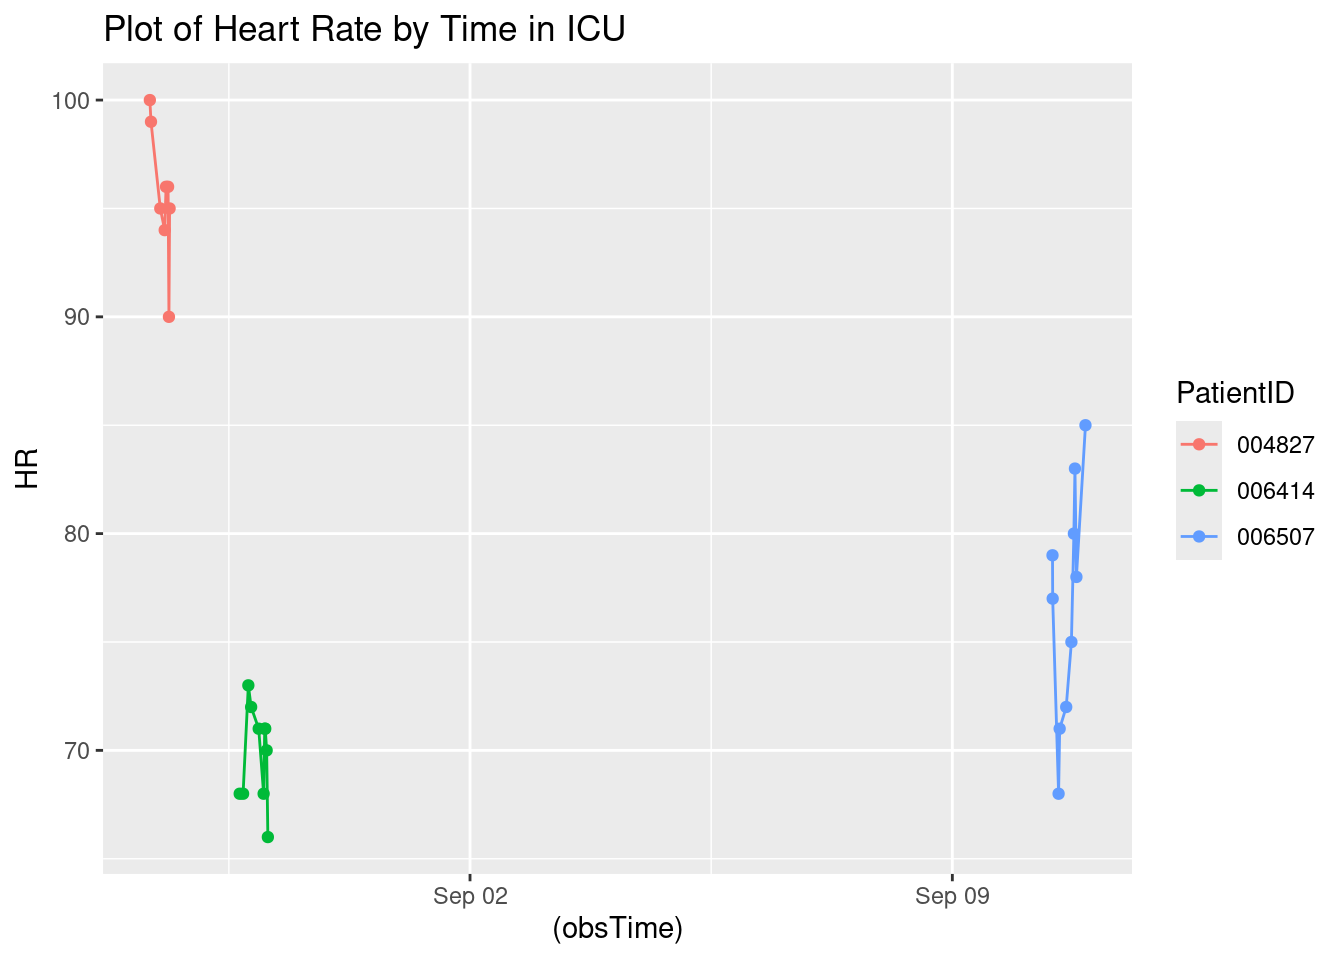 Plot of Heart Rate by Time in ICU
100
90
80
70
HR
Sep 02
Sep 09
(obsTime)
PatientID
004827
006414
006507